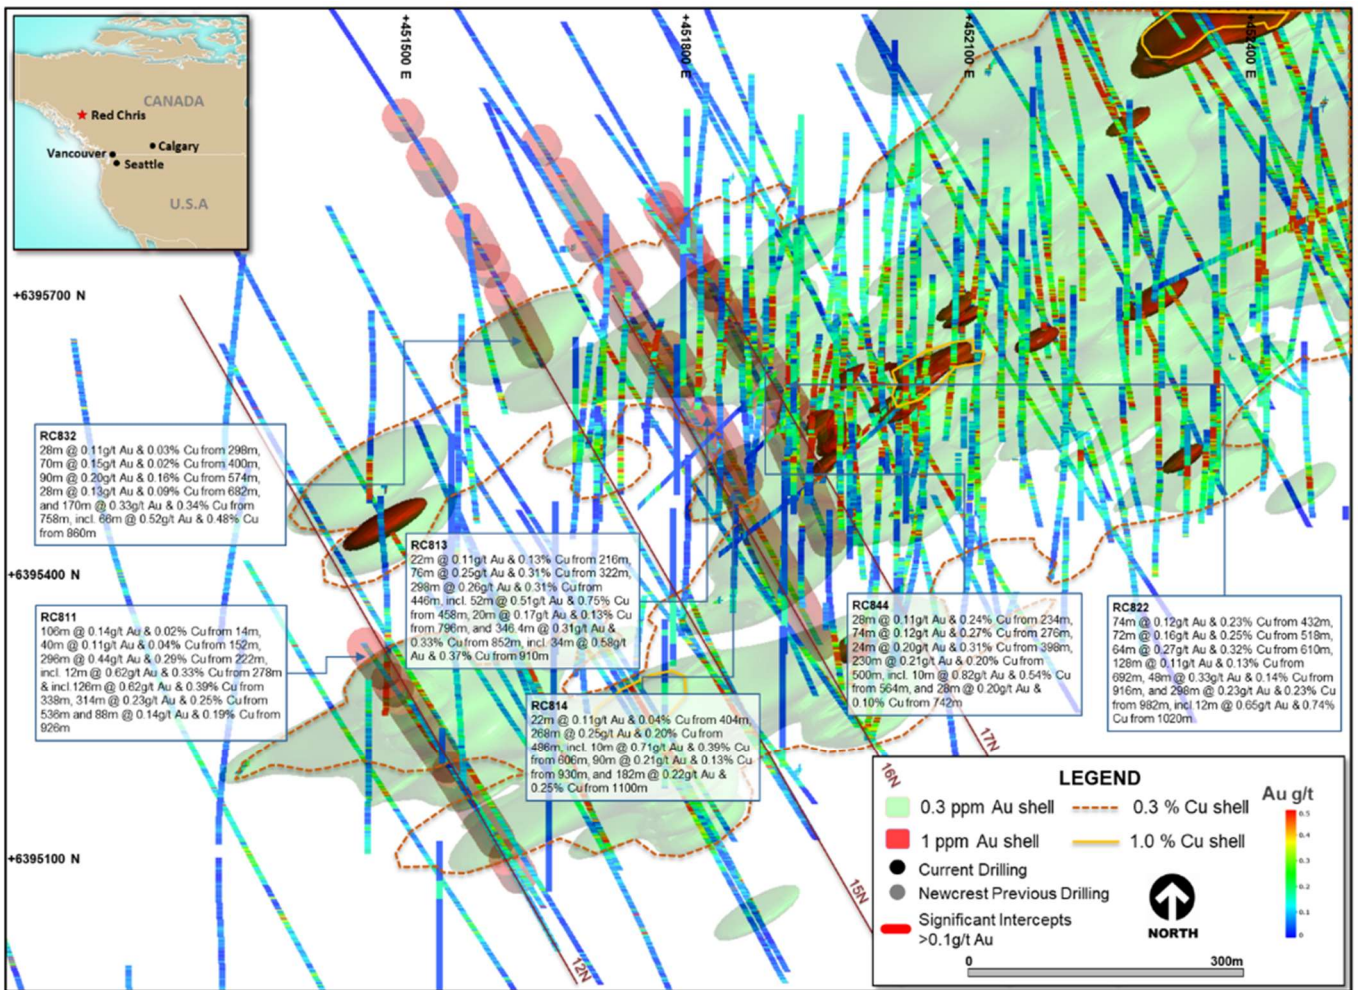 +451500 E
+451800 E
+452100 E
+452400 E
CANADA
Red Chris
Vancouver
Calgary
Seattle
U.S.A
+6395700 N
+6395400 N
+6395100 N
RC832
28m @ 0.11g/t Au & 0.03% Cu from 298m,
70m @ 0.15g/t Au & 0.02% Cu from 400m,
90m @ 0.20g/t Au & 0.16% Cu from 574m,
28m @ 0.13g/t Au & 0.09% Cu from 682m,
and 170m @ 0.33g/t Au & 0.34% Cu from
758m, incl. 66m @ 0.52g/t Au & 0.48% Cu
from 860m
RC811
106m @ 0.14g/t Au & 0.02% Cu from 14m,
40m @ 0.11g/t Au & 0.04% Cu from 152m,
296m @ 0.44g/t Au & 0.29% Cu from 222m,
incl. 12m @ 0.62g/t Au & 0.33% Cu from 278m
& incl.126m @ 0.62g/t Au & 0.39% Cu from
338m, 314m @ 0.23g/t Au & 0.25% Cu from
536m and 88m @ 0.14g/t Au & 0.19% Cu from
926m
RC813
22m @ 0.11g/t Au & 0.13% Cu from 216m,
76m @ 0.25g/t Au & 0.31% Cu from 322m,
298m @ 0.26g/t Au & 0.31% Cu from
446m, incl. 52m @ 0.51g/t Au & 0.75% Cu
from 458m, 20m @ 0.17g/t Au & 0.13% Cu
from 796m, and 346.4m @ 0.31g/t Au &
0.33% Cu from 852m, incl. 34m @ 0.58g/t
Au & 0.37% Cu from 910m
RC814
22m @ 0.11g/t Au & 0.04% Cu from 404m,
268m @ 0.25g/t Au & 0.20% Cu from
486m, incl. 10m @ 0.71g/t Au & 0.39% Cu
from 606m, 90m @ 0.21g/t Au & 0.13% Cu
from 930m, and 182m @ 0.22g/t Au &
0.25% Cu from 1100m
RC844
28m @ 0.11g/t Au & 0.24% Cu from 234m,
74m @ 0.12g/t Au & 0.27% Cu from 276m,
24m @ 0.20g/t Au & 0.31% Cu from 398m,
230m @ 0.21g/t Au & 0.20% Cu from
500m, incl. 10m @ 0.82g/t Au & 0.54% Cu
from 564m, and 28m @ 0.20g/t Au &
0.10% Cu from 742m
RC822
74m @ 0.12g/t Au & 0.23% Cu from 432m,
72m @ 0.16g/t Au & 0.25% Cu from 518m,
64m @ 0.27g/t Au & 0.32% Cu from 610m,
128m @ 0.11g/t Au & 0.13% Cu from
692m, 48m @ 0.33g/t Au & 0.14% Cu from
916m, and 298m @ 0.23g/t Au & 0.23% Cu
from 982m, incl.12m @ 0.65g/t Au & 0.74%
Cu from 1020m
17N
16N
15N
12N
LEGEND
0.3 ppm Au shell
0.3 % Cu shell
1 ppm Au shell
1.0 % Cu shell
Current Drilling
Newcrest Previous Drilling
Significant Intercepts
>0.1g/t Au
NORTH
0
300m
Au g/t
0.5
0.4
0.3
0.2
0.1
0